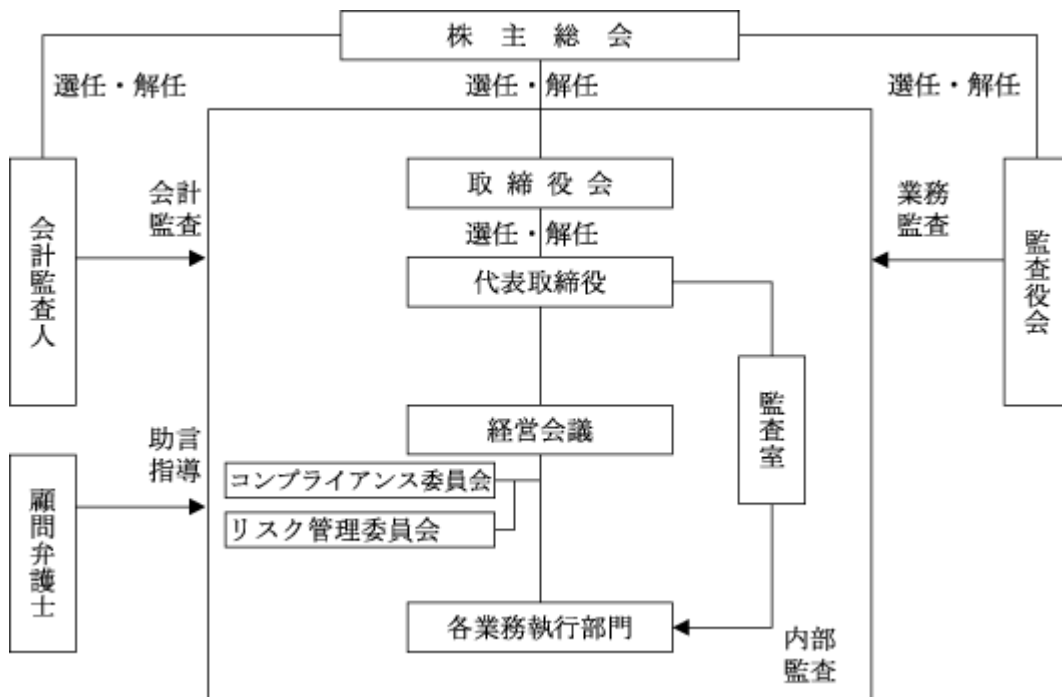 株主総会
選任・解任
選任・解任
選任・解任
取締役会
会計
監査
業務
監査
選任・解任
会計監査人
代表取締役
監査役会
監査室
経営会議
助言
指導
コンプライアンス委員会
リスク管理委員会
顧問弁護士
各業務執行部門
内部
監査